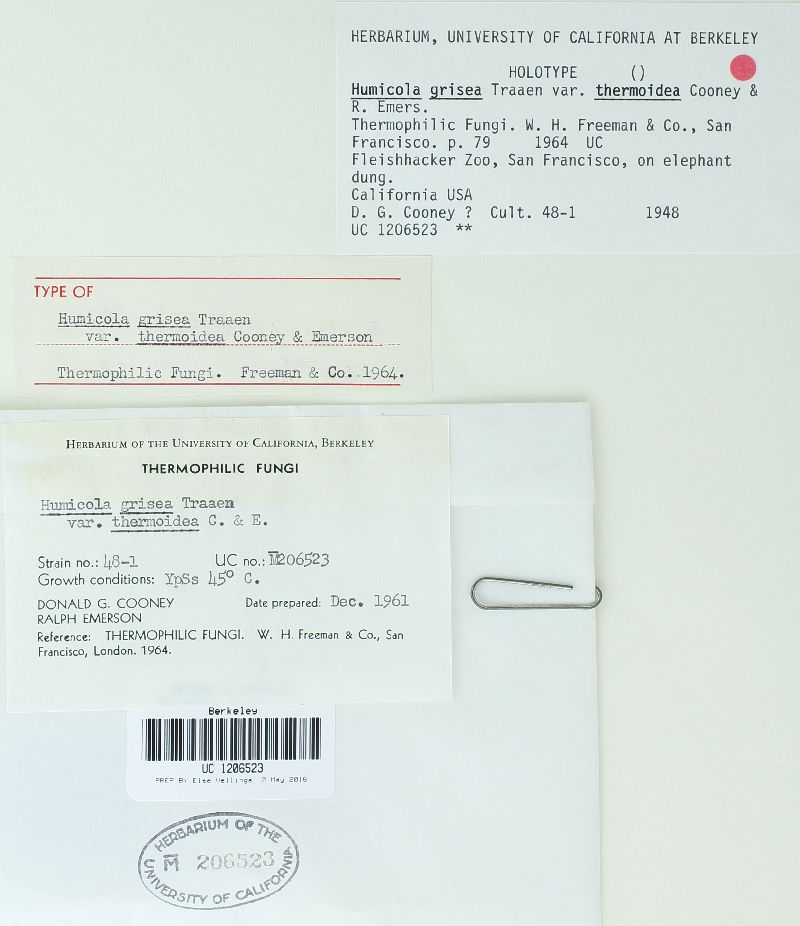 HERBARIUM, UNIVERSITY OF CALIFORNIA AT BERKELEY
HOLOTYPE ()
Humicola grisea Traaen var. thermoidea Cooney &
R. Emers.
Thermophilic Fungi. W. H. Freeman & Co., San
Francisco. p. 79 1964 UC
Fleishhacker Zoo, San Francisco, on elephant
dung.
California USA
D. G. Cooney ? Cult. 48-1 1948
UC 1206523 **
TYPE OF
Humicola grisea Traaen
var. thermoidea Cooney & Emerson
Thermophilic Fungi. Freeman & Co. 1964.
HERBARIUM OF THE UNIVERSITY OF CALIFORNIA, BERKELEY
THERMOPHILIC FUNGI
Humicola grisea Traaen
var. thermoidea C. & E.
Strain no.: 48-1 UC no.: M206523
Growth conditions: YpSs 45° C.
DONALD G. COONEY Date prepared: Dec. 1961
RALPH EMERSON
Reference: THERMOPHILIC FUNGI. W. H. Freeman & Co., San
Francisco, London. 1964.
Berkeley
UC 1206523
PREP BY Else Vellinga, 2 May 2016
HERBARIUM OF THE
M 206523
UNIVERSITY OF CALIFORNIA